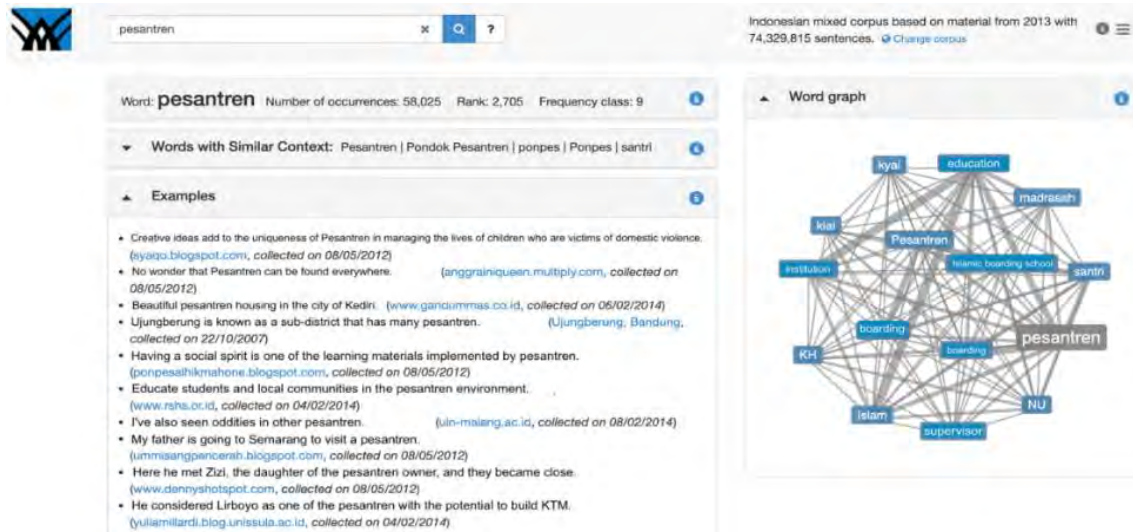 pesantren
?
Indonesian mixed corpus based on material from 2013 with
74,329,815 sentences. Change corpus
Word: pesantren Number of occurrences: 58,025 Rank: 2,705 Frequency class: 9
Words with Similar Context: Pesantren | Pondok Pesantren | ponpes | Ponpes | santri
Examples
• Creative ideas add to the uniqueness of Pesantren in managing the lives of children who are victims of domestic violence.
(syaqo.blogspot.com, collected on 08/05/2012)
• No wonder that Pesantren can be found everywhere. (anggrainiqueen.multiply.com, collected on
08/05/2012)
• Beautiful pesantren housing in the city of Kediri. (www.gandummas.co.id, collected on 06/02/2014)
• Ujungberung is known as a sub-district that has many pesantren. (Ujungberung, Bandung,
collected on 22/10/2007)
• Having a social spirit is one of the learning materials implemented by pesantren.
(ponpesalhikmahone.blogspot.com, collected on 08/05/2012)
• Educate students and local communities in the pesantren environment.
(www.rshs.or.id, collected on 04/02/2014)
• I've also seen oddities in other pesantren. (uin-malang.ac.id, collected on 08/02/2014)
• My father is going to Semarang to visit a pesantren.
(ummisangpencerah.blogspot.com, collected on 08/05/2012)
• Here he met Zizi, the daughter of the pesantren owner, and they became close.
(www.dennyshotspot.com, collected on 08/05/2012)
• He considered Lirboyo as one of the pesantren with the potential to build KTM.
(yuliamillardi.blog.unissula.ac.id, collected on 04/02/2014)
Word graph
kyai
education
madrasah
kiai
Pesantren
institution
Islamic boarding school
santri
boarding
pesantren
KH
boarding
NU
Islam
supervisor